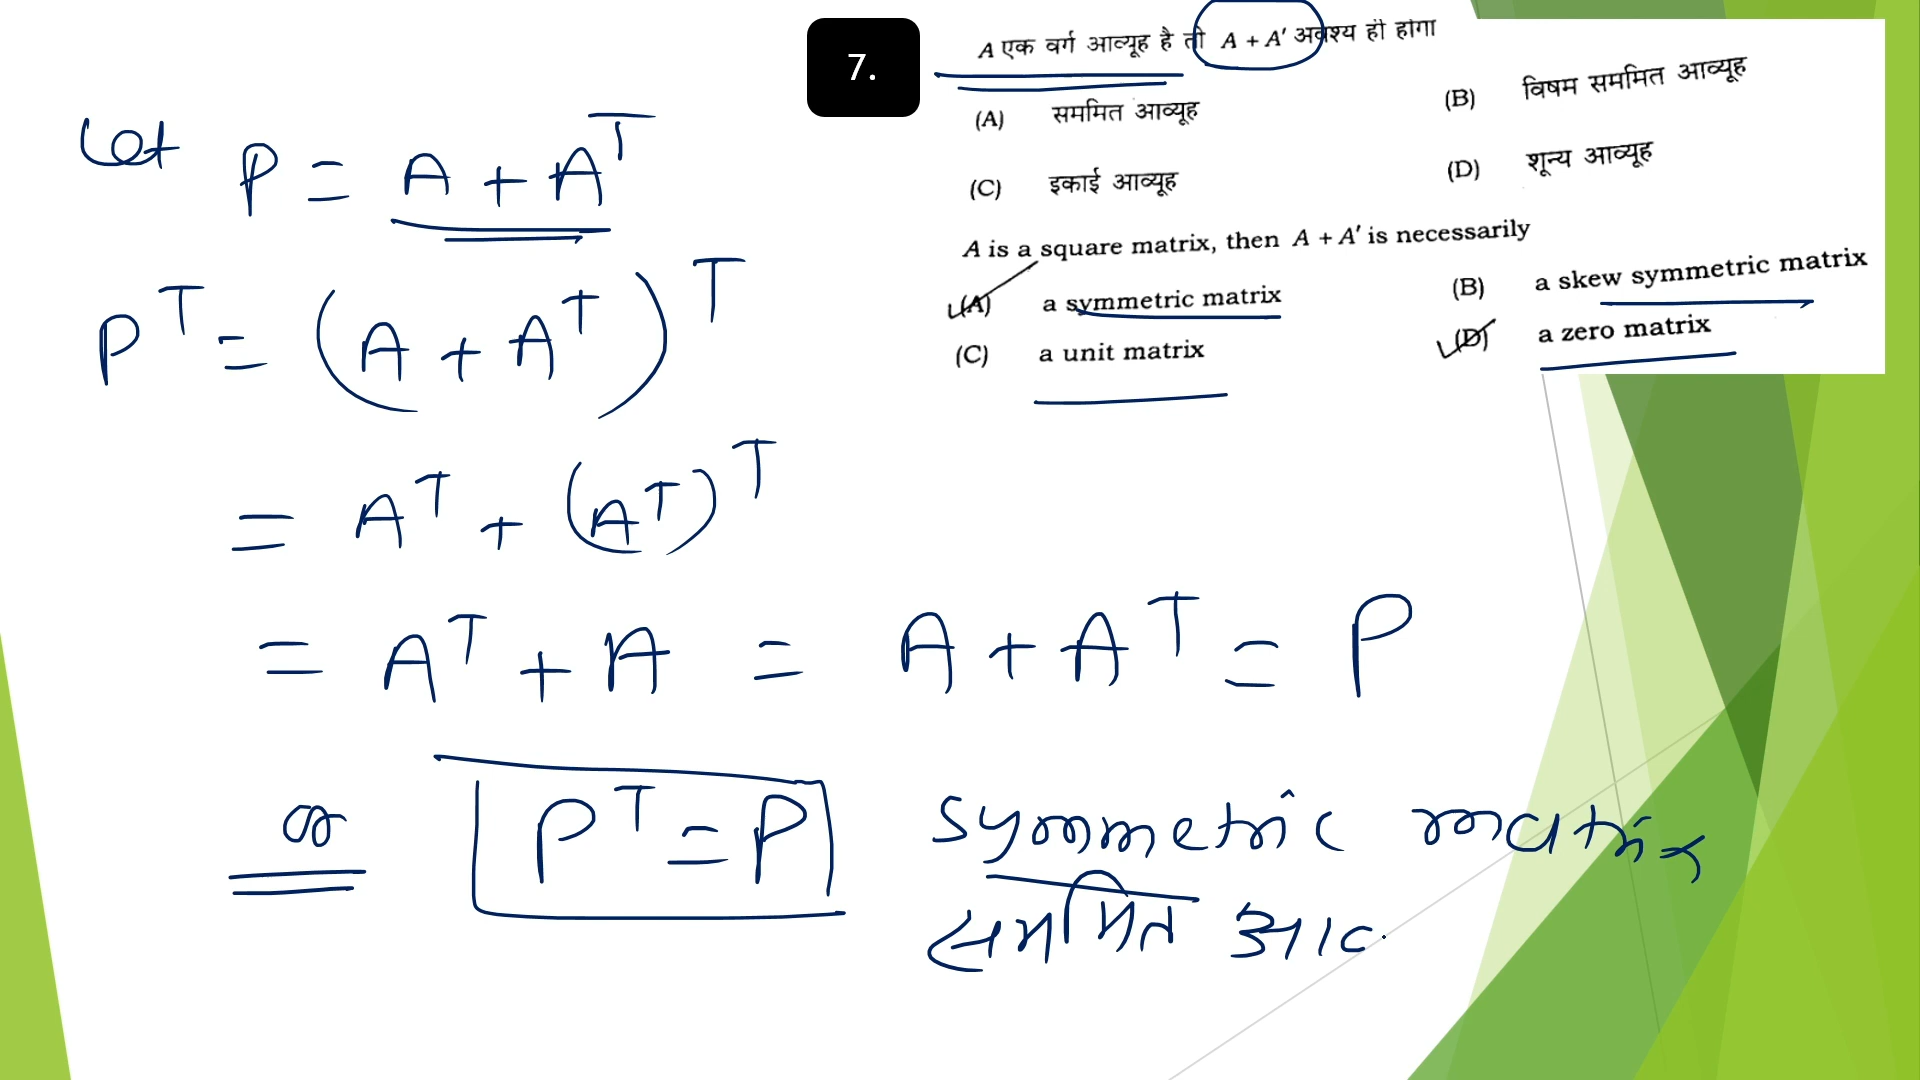 7.
A एक वर्ग आव्यूह है तो A + A' अवश्य ही होगा
(A) सममित आव्यूह (B) विषम सममित आव्यूह
(C) इकाई आव्यूह (D) शून्य आव्यूह
A is a square matrix, then A + A' is necessarily
(A) a symmetric matrix (B) a skew symmetric matrix
(C) a unit matrix (D) a zero matrix
Let P = A + A^T
P^T = (A + A^T)^T
= A^T + (A^T)^T
= A^T + A = A + A^T = P
or P^T = P symmetric matrix
सममित आ